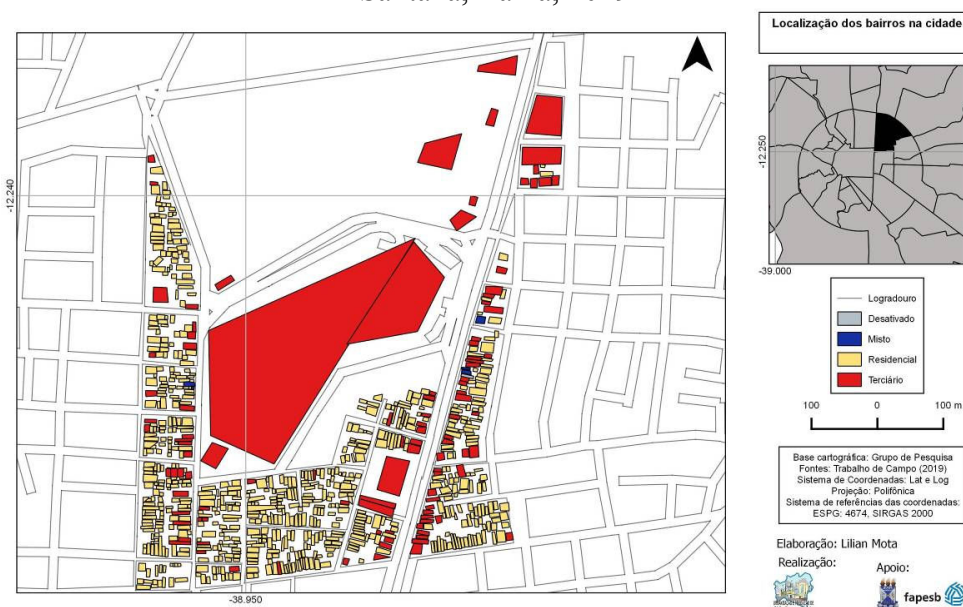 Localização dos bairros na cidade
-12.240
-38.950
-12.250
-39.000
Logradouro
Desativado
Misto
Residencial
Terciário
100 0 100 m
Base cartográfica: Grupo de Pesquisa
Fontes: Trabalho de Campo (2019)
Sistema de Coordenadas: Lat e Log
Projeção: Polifônica
Sistema de referências das coordenadas:
ESPG: 4674, SIRGAS 2000
Elaboração: Lilian Mota
Realização:
Apoio:
fapesb